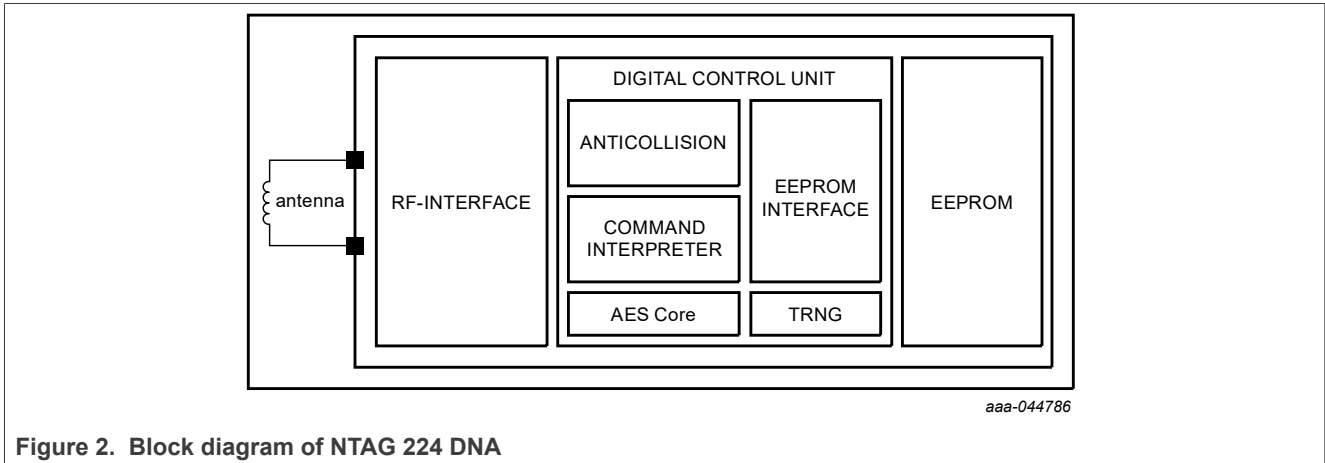 DIGITAL CONTROL UNIT
ANTICOLLISION
antenna
RF-INTERFACE
EEPROM
INTERFACE
EEPROM
COMMAND
INTERPRETER
AES Core
TRNG
aaa-044786
Figure 2. Block diagram of NTAG 224 DNA